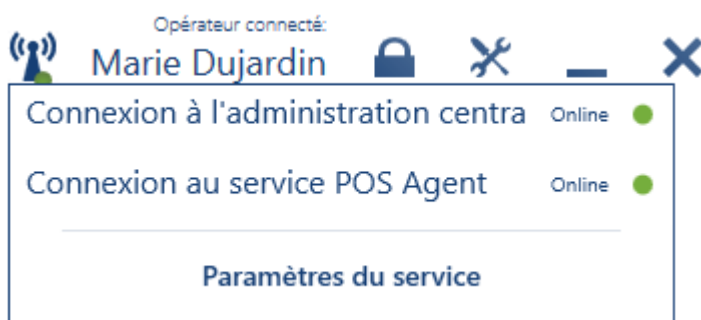 Opérateur connecté:
Marie Dujardin
Connexion à l'administration centra Online
Connexion au service POS Agent Online
Paramètres du service